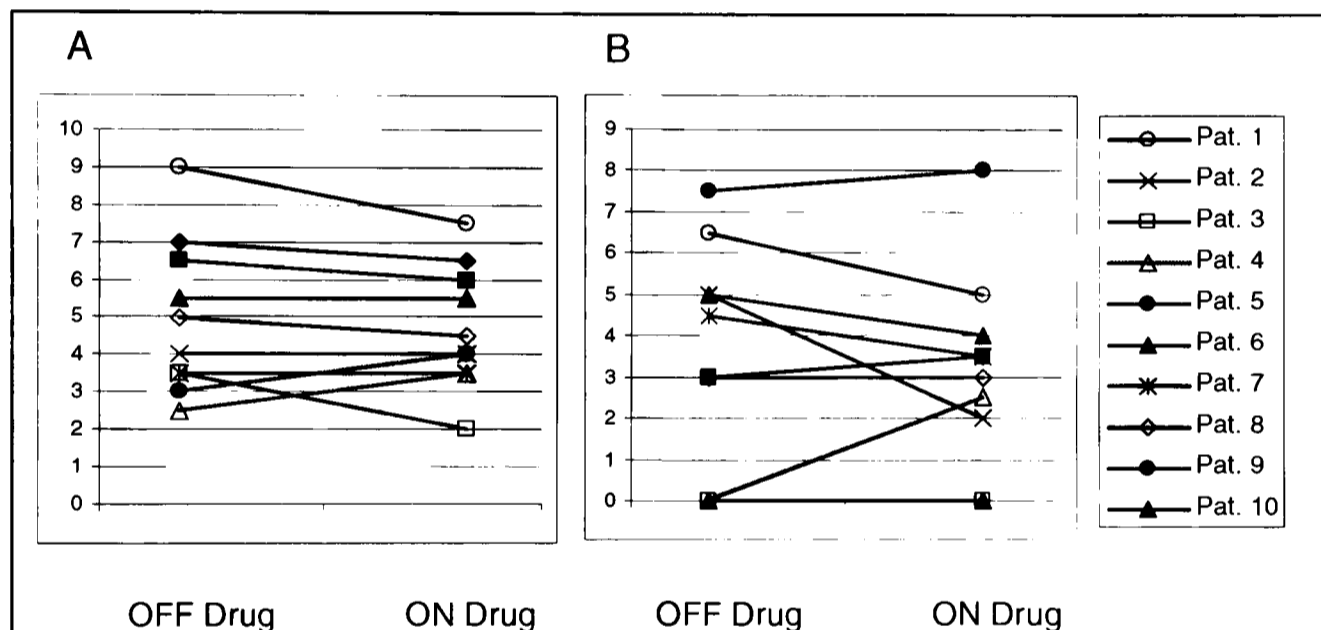 A
10
9
8
7
6
5
4
3
2
1
0
OFF Drug ON Drug
B
9
8
7
6
5
4
3
2
1
0
OFF Drug ON Drug
Pat. 1
Pat. 2
Pat. 3
Pat. 4
Pat. 5
Pat. 6
Pat. 7
Pat. 8
Pat. 9
Pat. 10